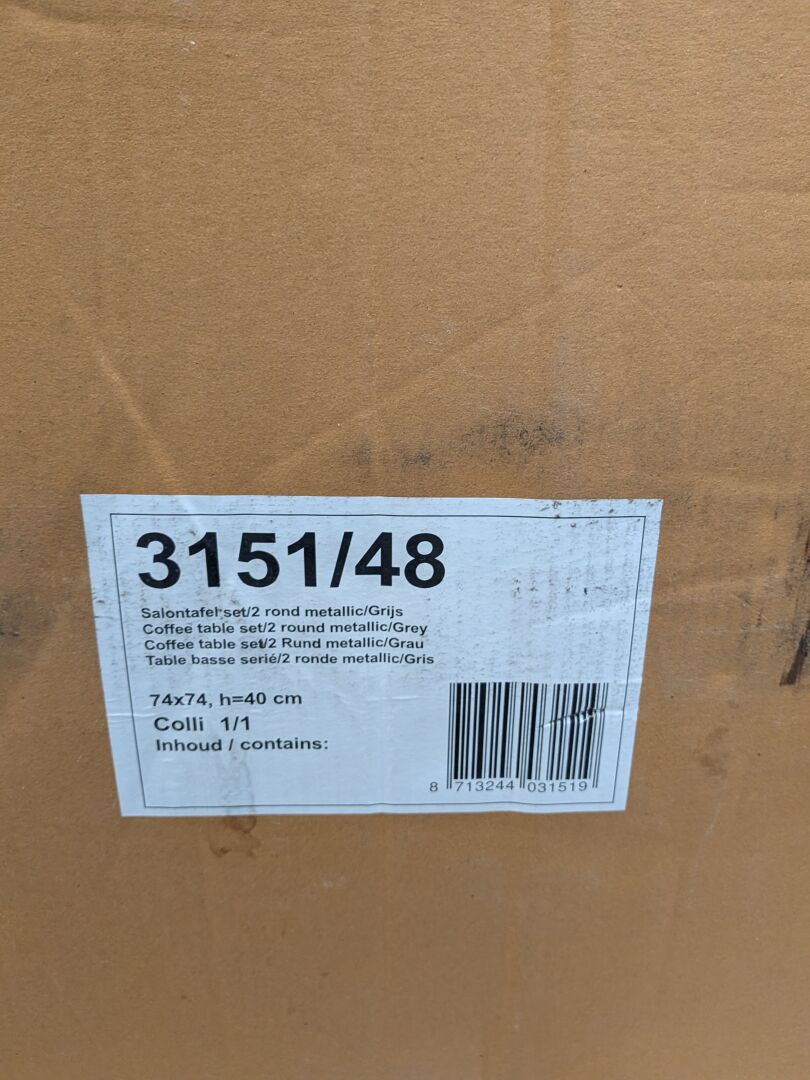 3151/48
Salontafel set/2 rond metallic/Grijs
Coffee table set/2 round metallic/Grey
Coffee table set/2 Rund metallic/Grau
Table basse serié/2 ronde metallic/Gris
74x74, h=40 cm
Colli 1/1
Inhoud / contains:
8 713244 031519